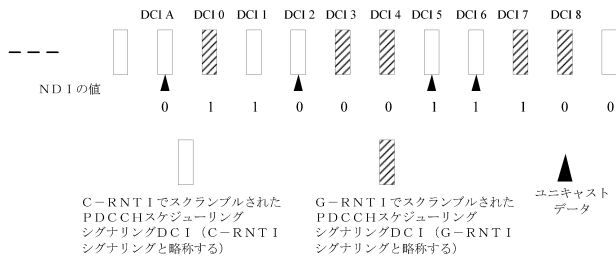 DCI A DCI 0 DCI 1 DCI 2 DCI 3 DCI 4 DCI 5 DCI 6 DCI 7 DCI 8
NDIの値
0 1 1 0 0 0 1 1 1 0 0
C-RNTIでスクランブルされた
PDCCHスケジューリング
シグナリングDCI(C-RNTI
シグナリングと略称する)
G-RNTIでスクランブルされた
PDCCHスケジューリング
シグナリングDCI(G-RNTI
シグナリングと略称する)
ユニキャスト
データ